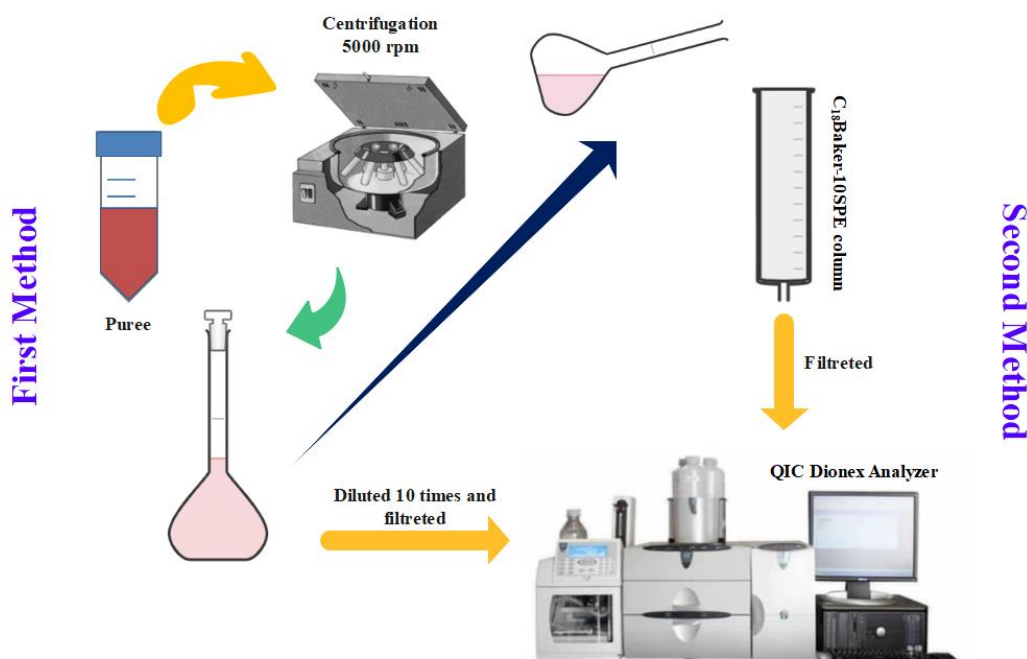 Centrifugation
5000 rpm
C₁₈Baker-10SPE column
First Method
Second Method
Puree
Filtreted
QIC Dionex Analyzer
Diluted 10 times and
filtreted